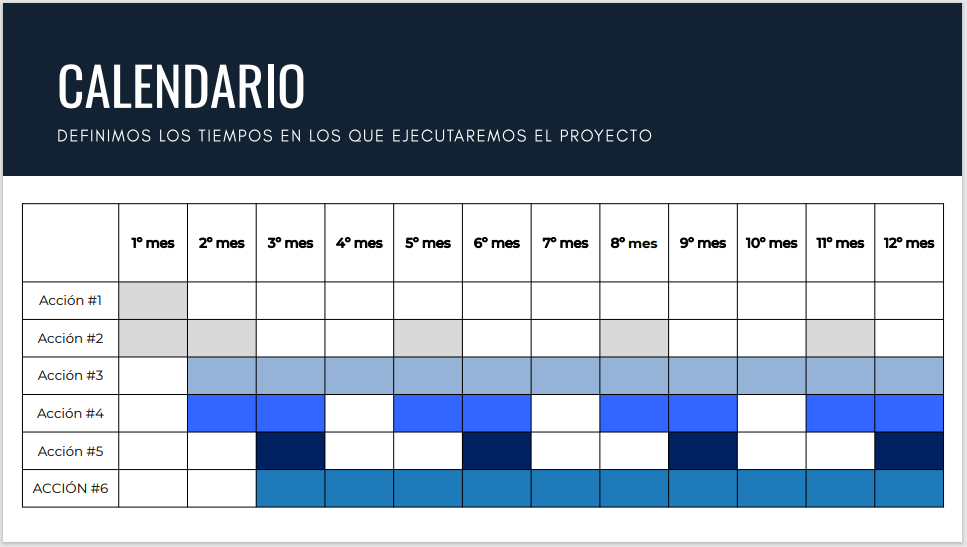 CALENDARIO
DEFINIMOS LOS TIEMPOS EN LOS QUE EJECUTAREMOS EL PROYECTO
1º mes 2º mes 3º mes 4º mes 5º mes 6º mes 7º mes 8º mes 9º mes 10º mes 11º mes 12º mes
Acción #1
Acción #2
Acción #3
Acción #4
Acción #5
ACCIÓN #6